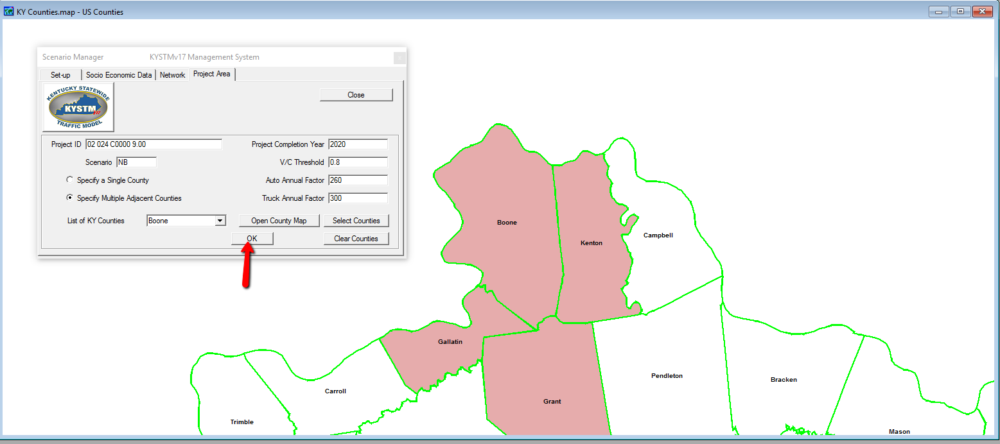 KY Counties.map - US Counties
Scenario Manager KYSTMv17 Management System
Set-up Socio Economic Data Network Project Area
KENTUCKY STATEWIDE
KYSTM
TRAFFIC MODEL
Close
Project ID 02 024 C0000 9.00 Project Completion Year 2020
Scenario NB V/C Threshold 0.8
Specify a Single County Auto Annual Factor 260
Specify Multiple Adjacent Counties Truck Annual Factor 300
List of KY Counties Boone Open County Map Select Counties
OK Clear Counties
Boone
Kenton
Campbell
Gallatin
Pendleton
Bracken
Carroll
Grant
Trimble
Mason